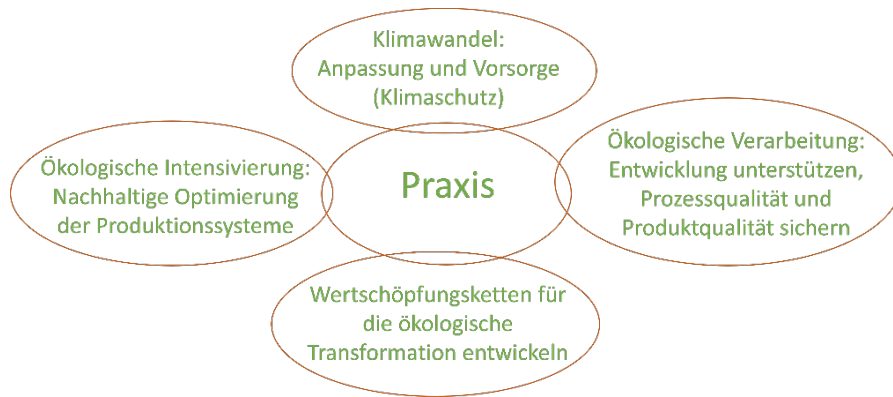 Klimawandel:
Anpassung und Vorsorge
(Klimaschutz)
Ökologische Intensivierung:
Nachhaltige Optimierung
der Produktionssysteme
Praxis
Ökologische Verarbeitung:
Entwicklung unterstützen,
Prozessqualität und
Produktqualität sichern
Wertschöpfungsketten für
die ökologische
Transformation entwickeln